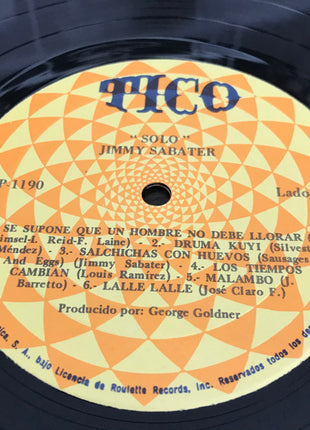 TICO
" SOLO "
JIMMY SABATER
P-1190
Lado
SE SUPONE QUE UN HOMBRE NO DEBE LLORAR (
imsel-I. Reid-F. Laine) - 2.- DRUMA KUYI (Silvest
Méndez) - 3.- SALCHICHAS CON HUEVOS (Sausages
And Eggs) (Jimmy Sabater) - 4.- LOS TIEMPOS
CAMBIAN (Louis Ramírez) - 5.- MALAMBO (J.
Barretto) - 6.- LALLE LALLE (José Claro F.)
Producido por: George Goldner
ica, S. A., bajo Licencia de Roulette Records, Inc. Reservados todos los de